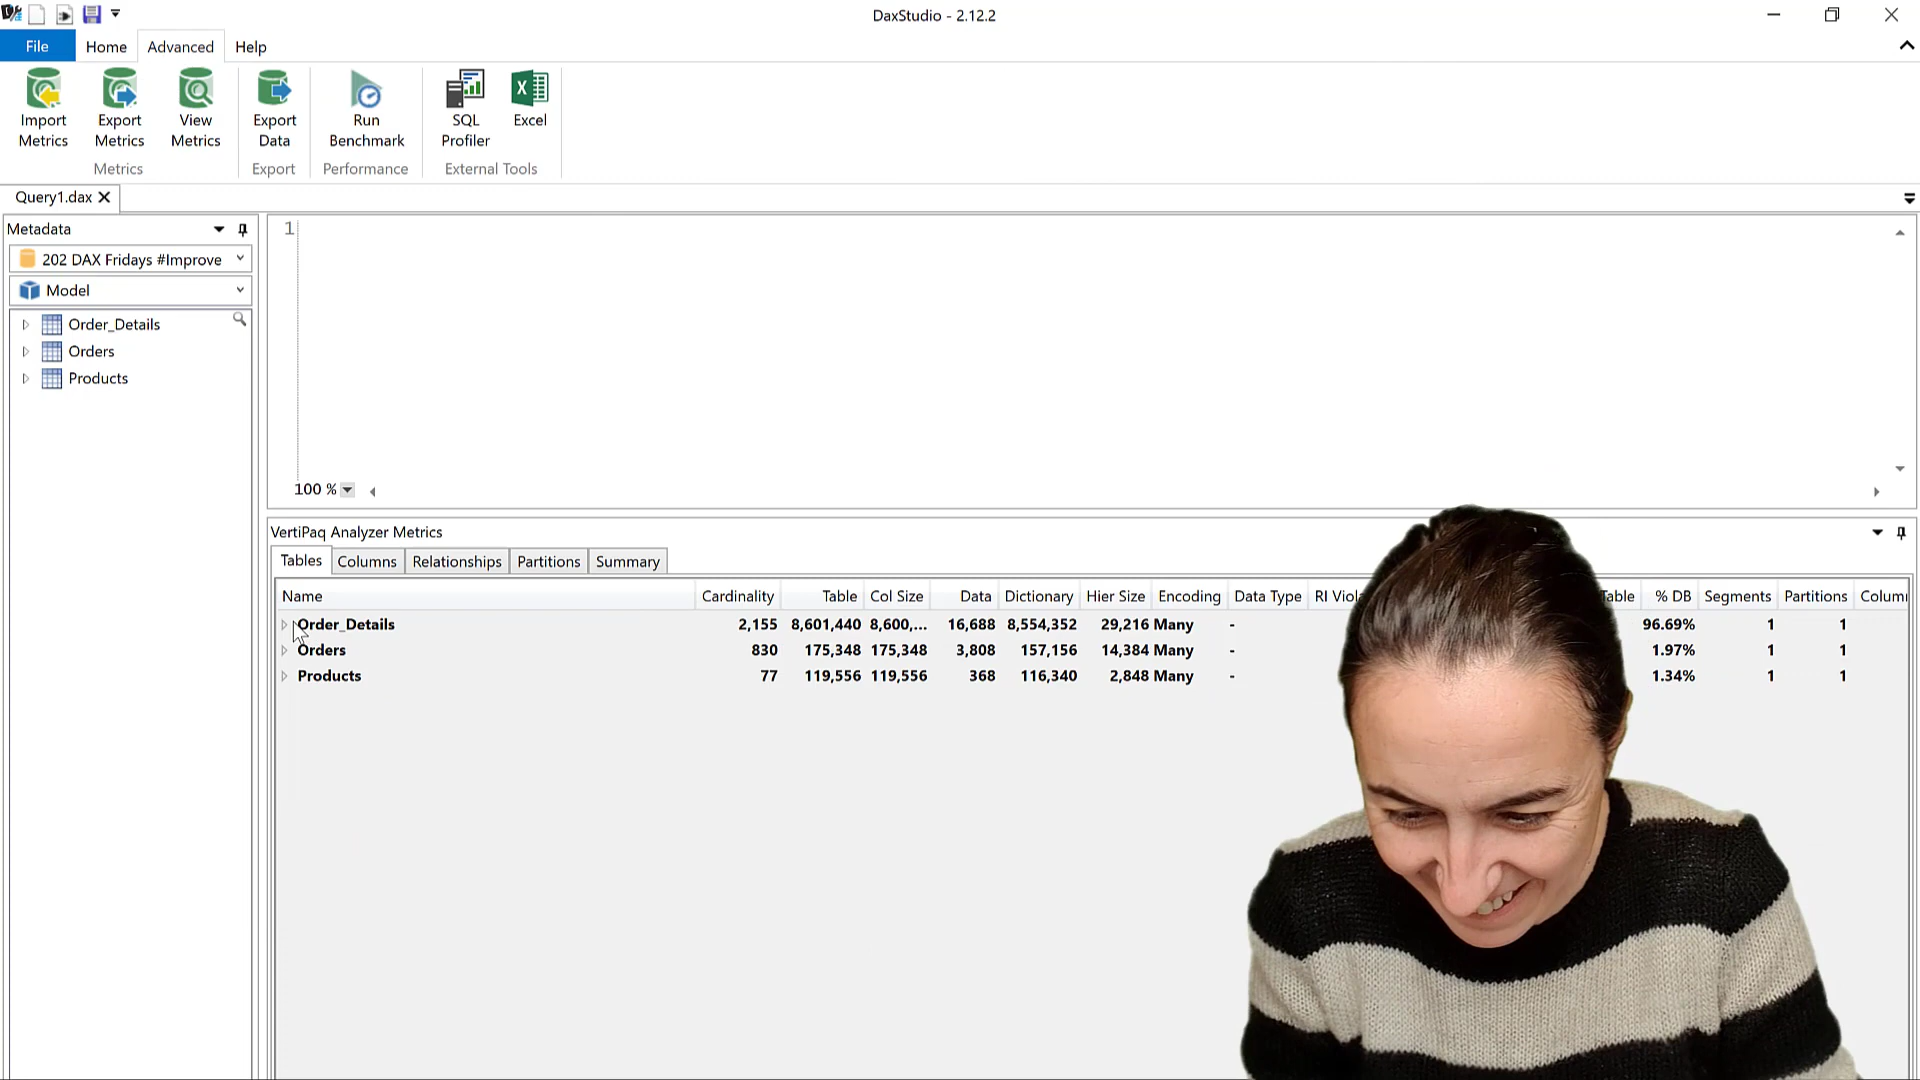 DaxStudio - 2.12.2
File Home Advanced Help
Import Metrics
Export Metrics
View Metrics
Export Data
Run Benchmark
SQL Profiler
Excel
Metrics Export Performance External Tools
Query1.dax
Metadata
202 DAX Fridays #Improve
Model
Order_Details
Orders
Products
1
100 %
VertiPaq Analyzer Metrics
Tables Columns Relationships Partitions Summary
Name Cardinality Table Col Size Data Dictionary Hier Size Encoding Data Type RI Table % DB Segments Partitions
Order_Details 2,155 8,601,440 8,600,... 16,688 8,554,352 29,216 Many - 96.69% 1 1
Orders 830 175,348 175,348 3,808 157,156 14,384 Many - 1.97% 1 1
Products 77 119,556 119,556 368 116,340 2,848 Many - 1.34% 1 1